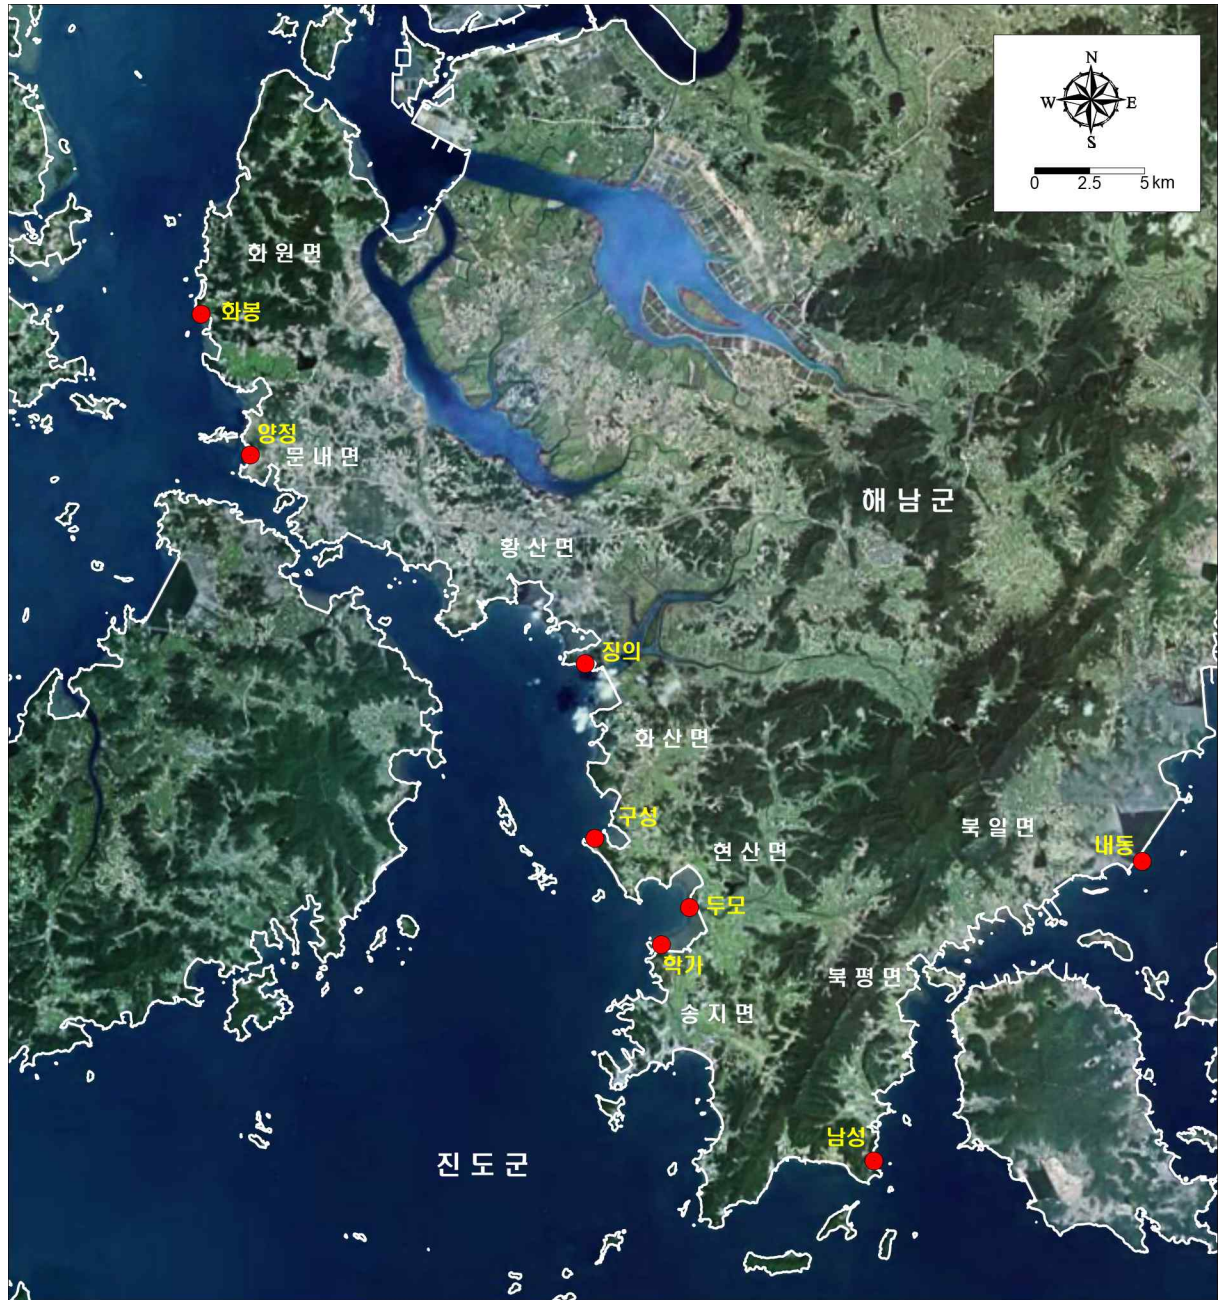 N
W E
S
0 2.5 5 km
화 원 면
화봉
양정
문 내 면
해 남 군
황 산 면
징의
화 산 면
구성
현 산 면
북 알 면
내동
두모
학가
북 평 면
송 지 면
남성
진 도 군